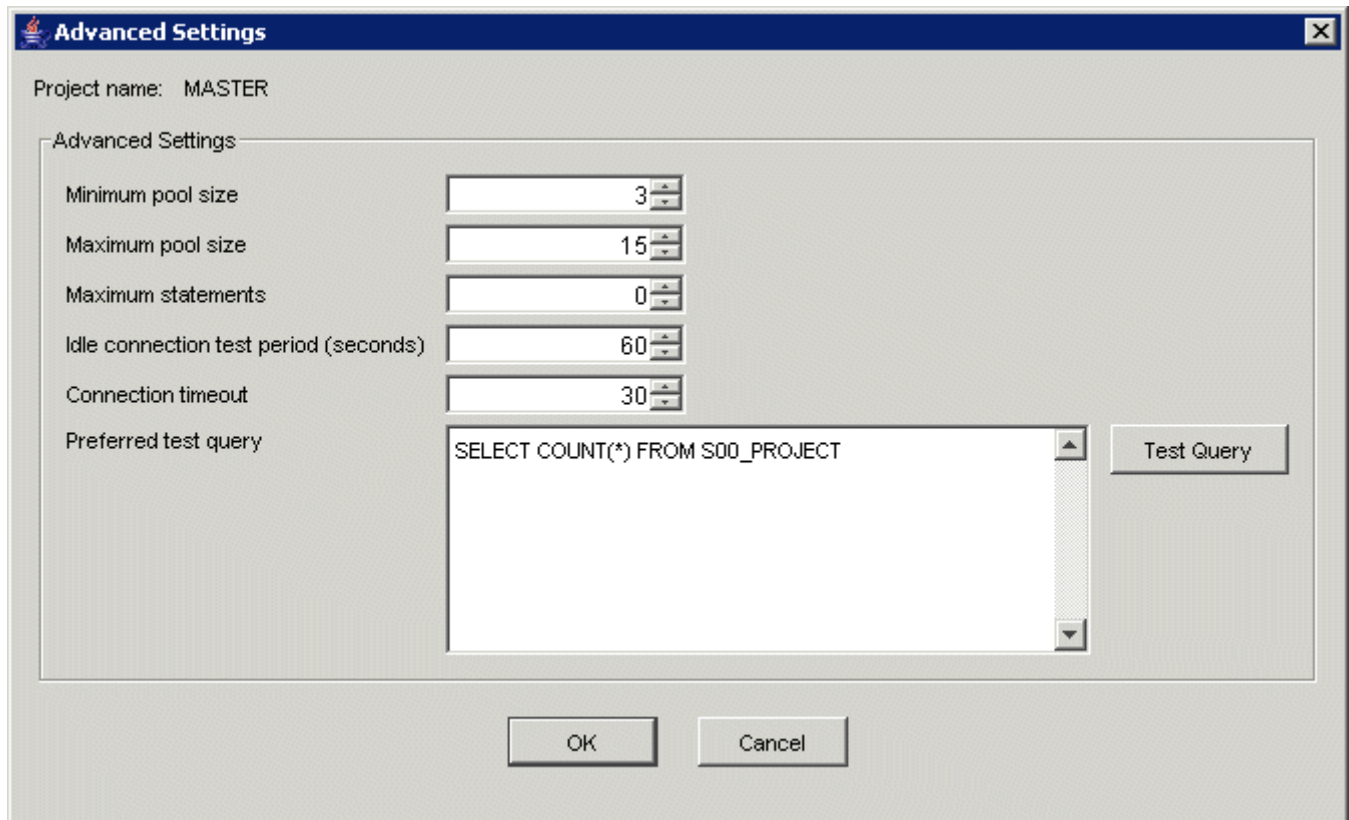 Advanced Settings
Project name: MASTER
Advanced Settings
Minimum pool size 3
Maximum pool size 15
Maximum statements 0
Idle connection test period (seconds) 60
Connection timeout 30
Preferred test query
SELECT COUNT(*) FROM S00_PROJECT
Test Query
OK Cancel